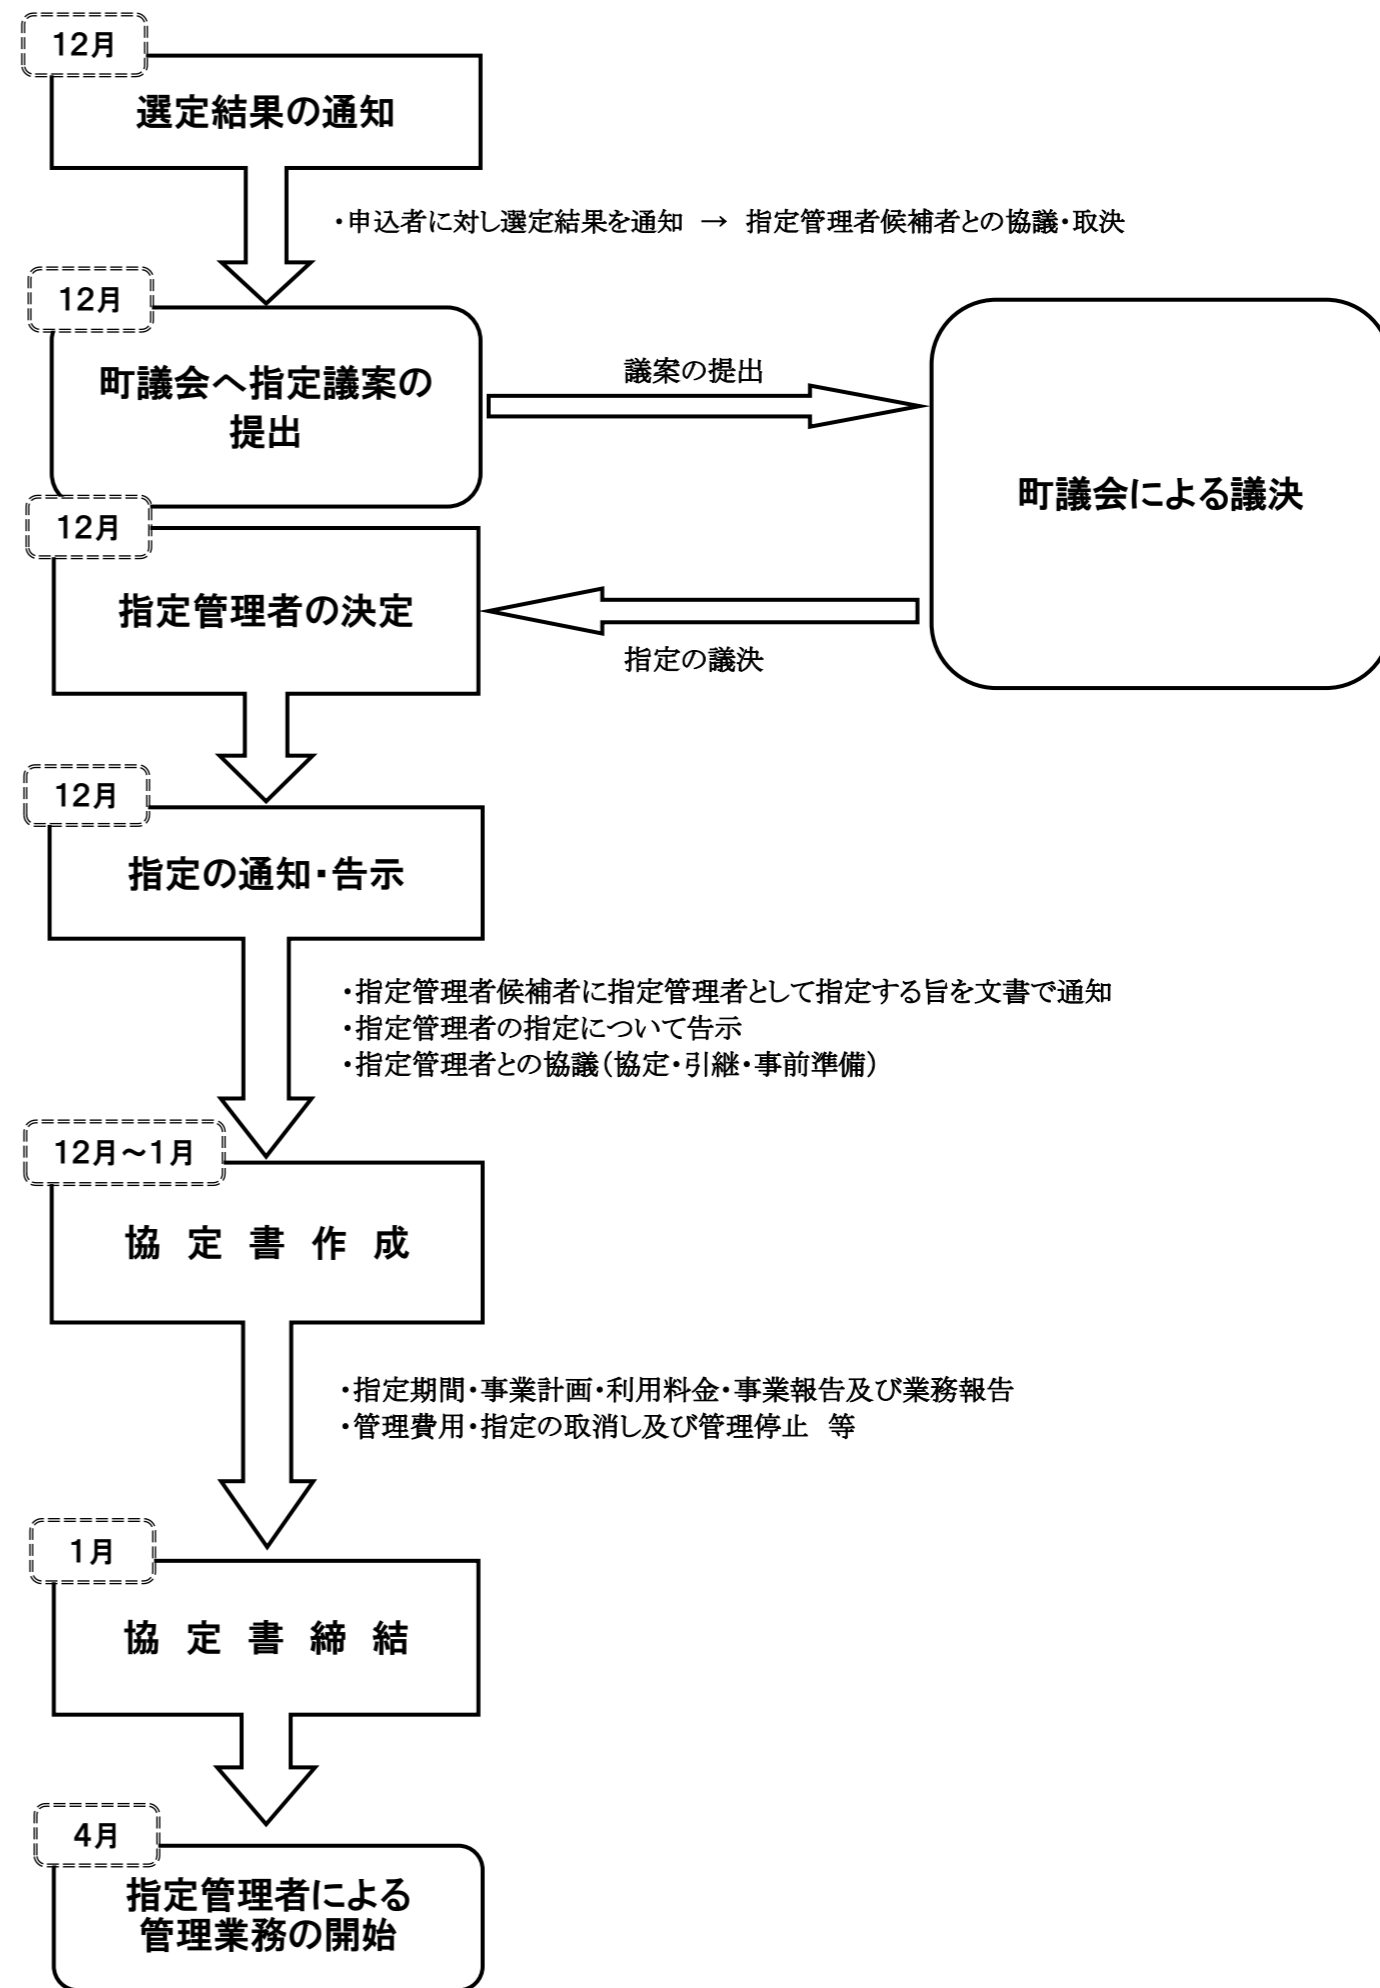 12月
選定結果の通知
・申込者に対し選定結果を通知 → 指定管理者候補者との協議・取決
12月
町議会へ指定議案の
提出
議案の提出
町議会による議決
12月
指定管理者の決定
指定の議決
12月
指定の通知・告示
・指定管理者候補者に指定管理者として指定する旨を文書で通知
・指定管理者の指定について告示
・指定管理者との協議（協定・引継・事前準備）
12月～1月
協 定 書 作 成
・指定期間・事業計画・利用料金・事業報告及び業務報告
・管理費用・指定の取消し及び管理停止　等
1月
協 定 書 締 結
4月
指定管理者による
管理業務の開始